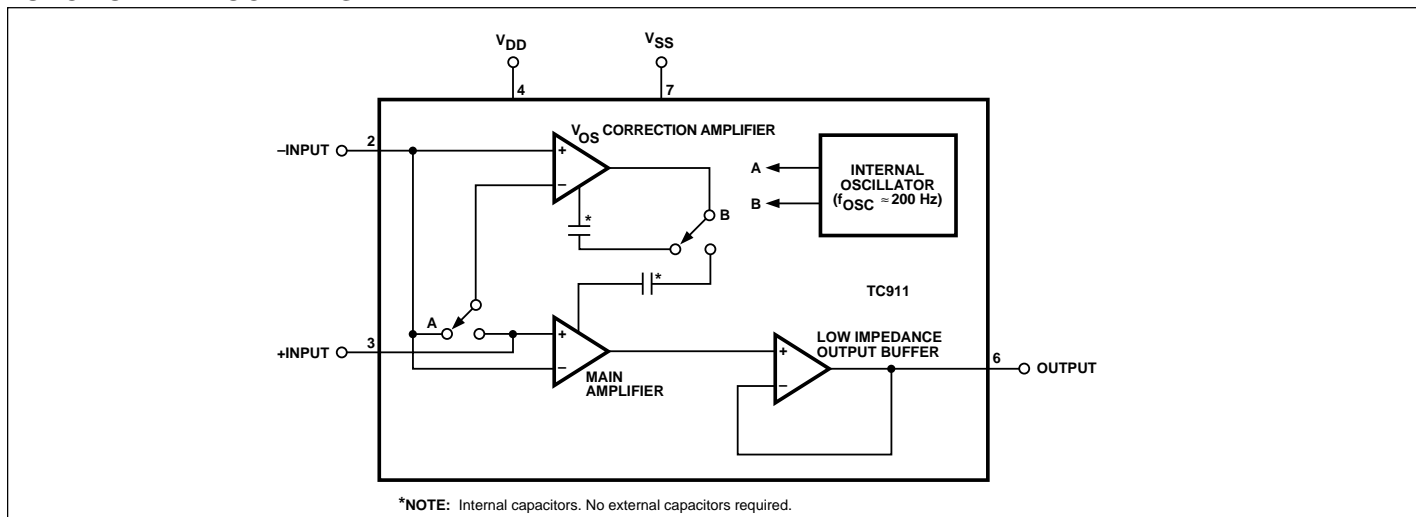 VDD
VSS
4
7
VOS CORRECTION AMPLIFIER
–INPUT
2
+
–
*
B
A
B
INTERNAL
OSCILLATOR
(fOSC ≈ 200 Hz)
*
TC911
A
+INPUT
3
+
–
MAIN
AMPLIFIER
LOW IMPEDANCE
OUTPUT BUFFER
+
–
6
OUTPUT
*NOTE: Internal capacitors. No external capacitors required.